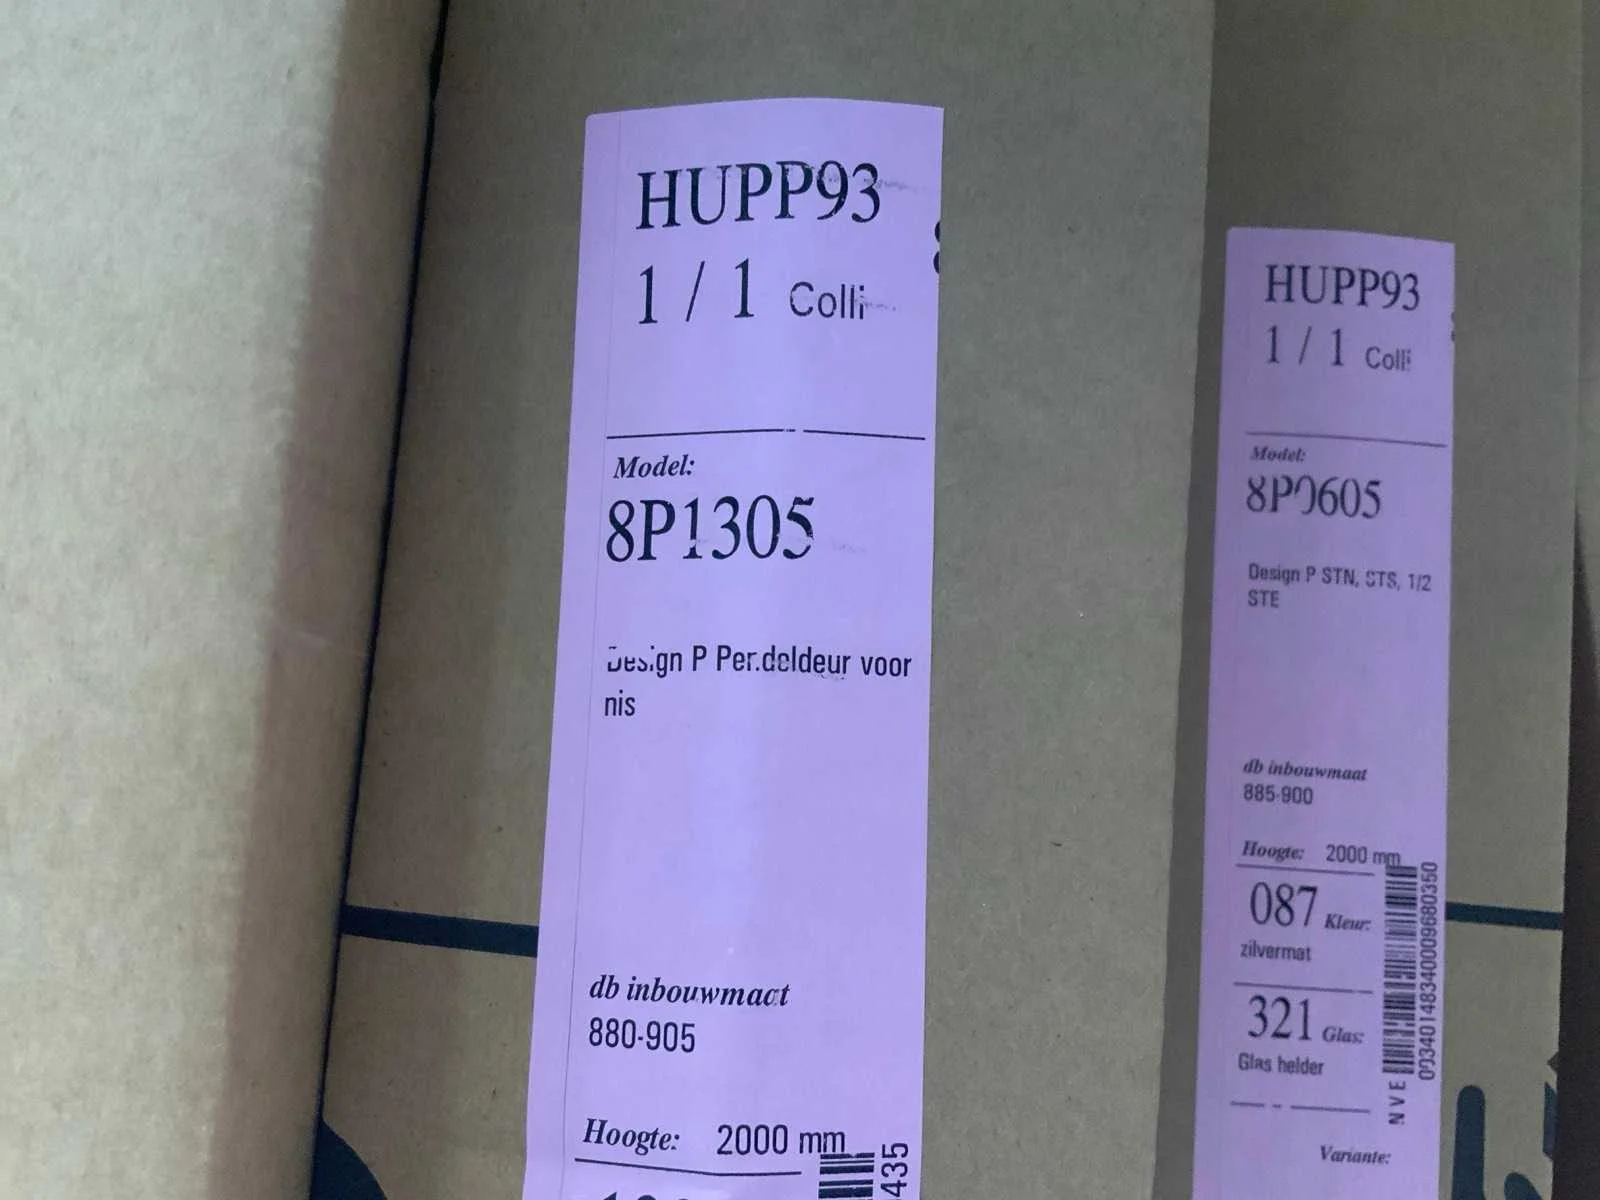 HUPP93
1 / 1 Colli
Model:
8P1305
Design P Pendeldeur voor
nis
db inbouwmaat
880-905
Hoogte: 2000 mm
435
HUPP93
1 / 1 Colli
Model:
8P0605
Design P STN, STS, 1/2
STE
db inbouwmaat
885-900
Hoogte: 2000 mm
087 Kleur:
zilvermat
321 Glas:
Glas helder
NVE
00340148340009680350
Variante: